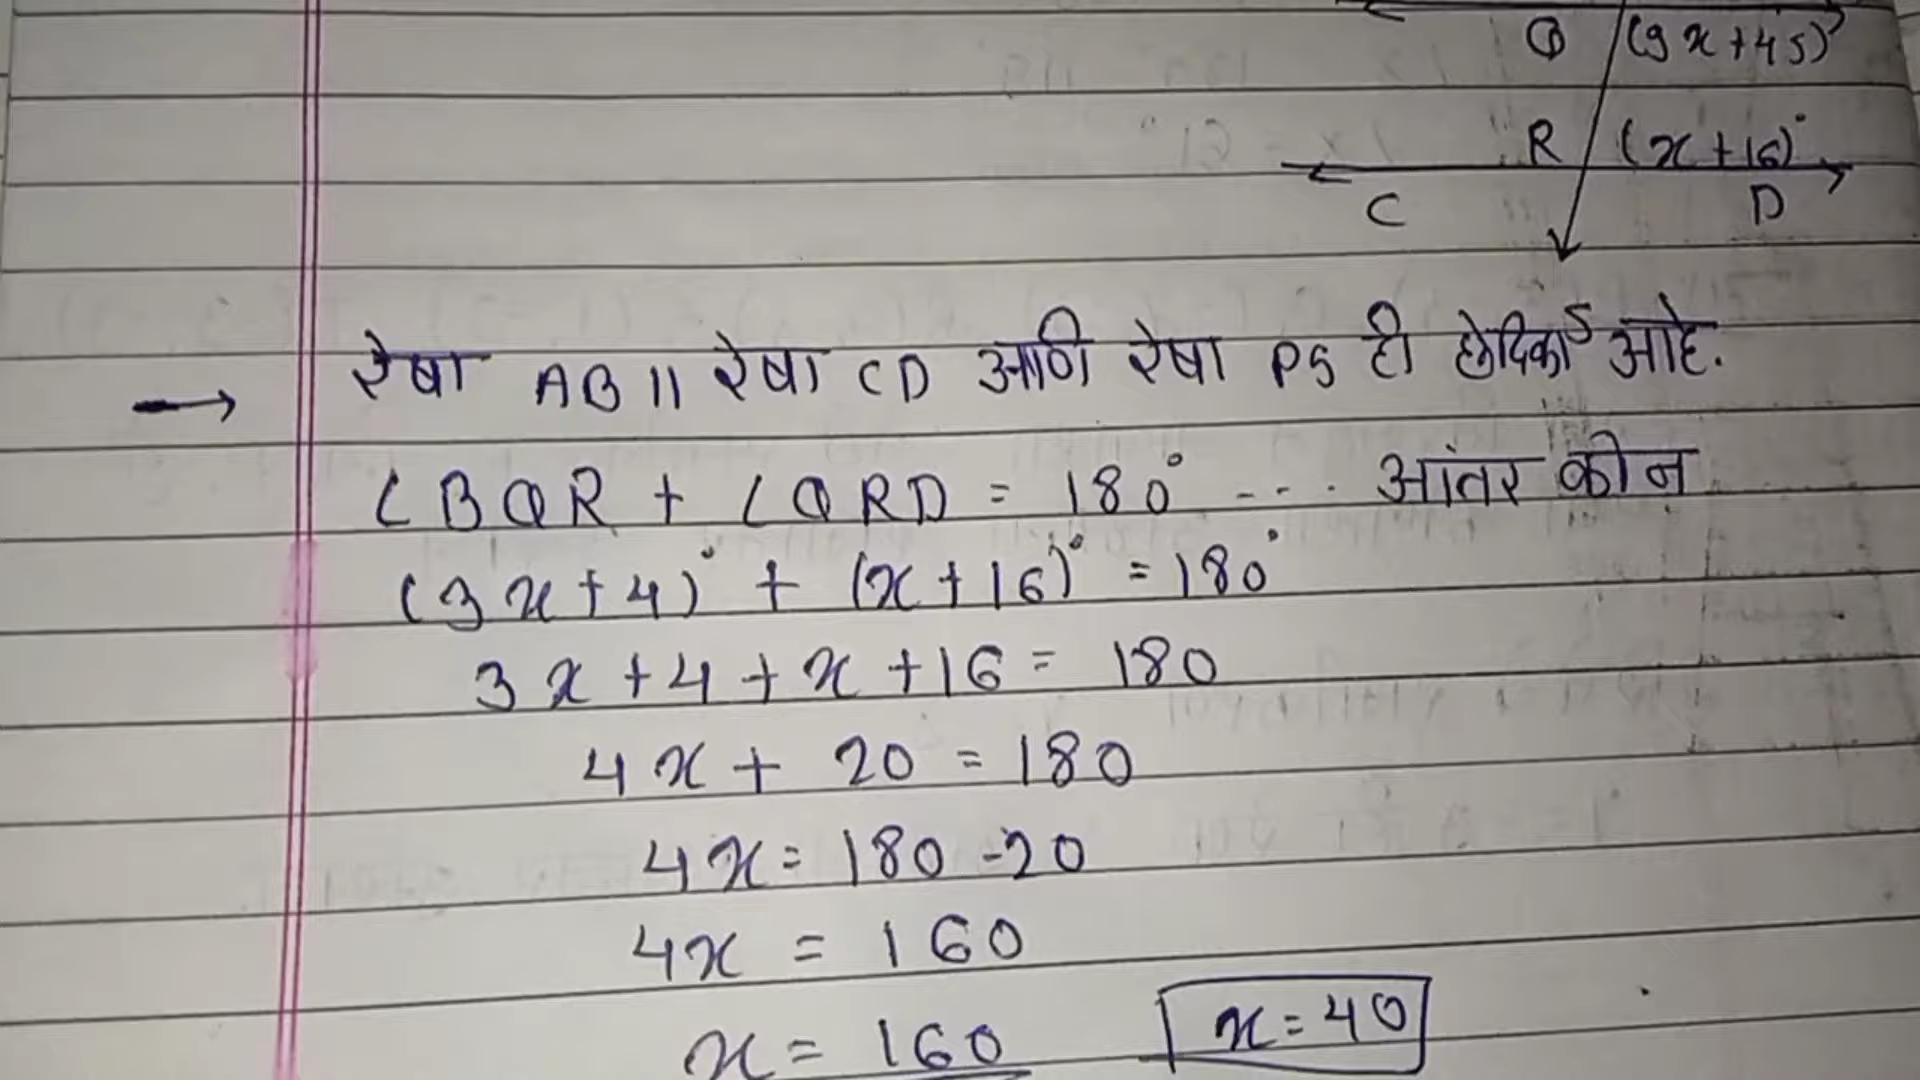 Q (3x+45)°
R (x+16)°
C D
S
रेषा AB || रेषा CD आणि रेषा PS ही छेदिका आहे.
∠BQR + ∠QRD = 180° --- आंतर कोन
(3x+4)° + (x+16)° = 180°
3x+4+x+16 = 180
4x + 20 = 180
4x = 180-20
4x = 160
x = 160
x = 40